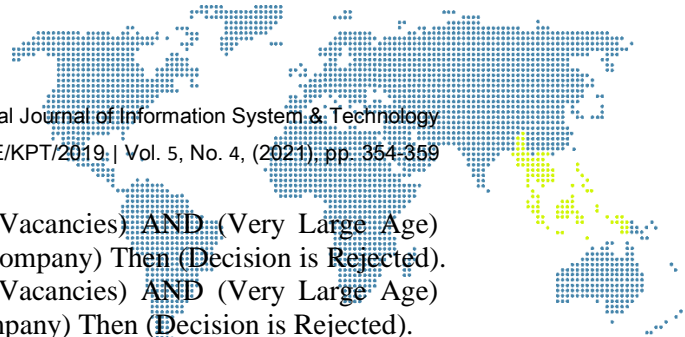 al Journal of Information System & Technology
E/KPT/2019 | Vol. 5, No. 4, (2021), pp. 354-359
Vacancies) AND (Very Large Age)
ompany) Then (Decision is Rejected).
Vacancies) AND (Very Large Age)
pany) Then (Decision is Rejected).